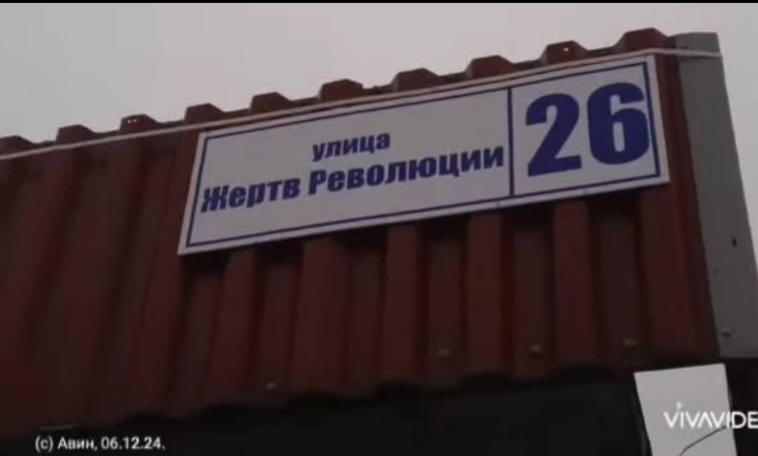 улица
Жертв Революции
26
VIVAVIDE
(c) Авин, 06.12.24.